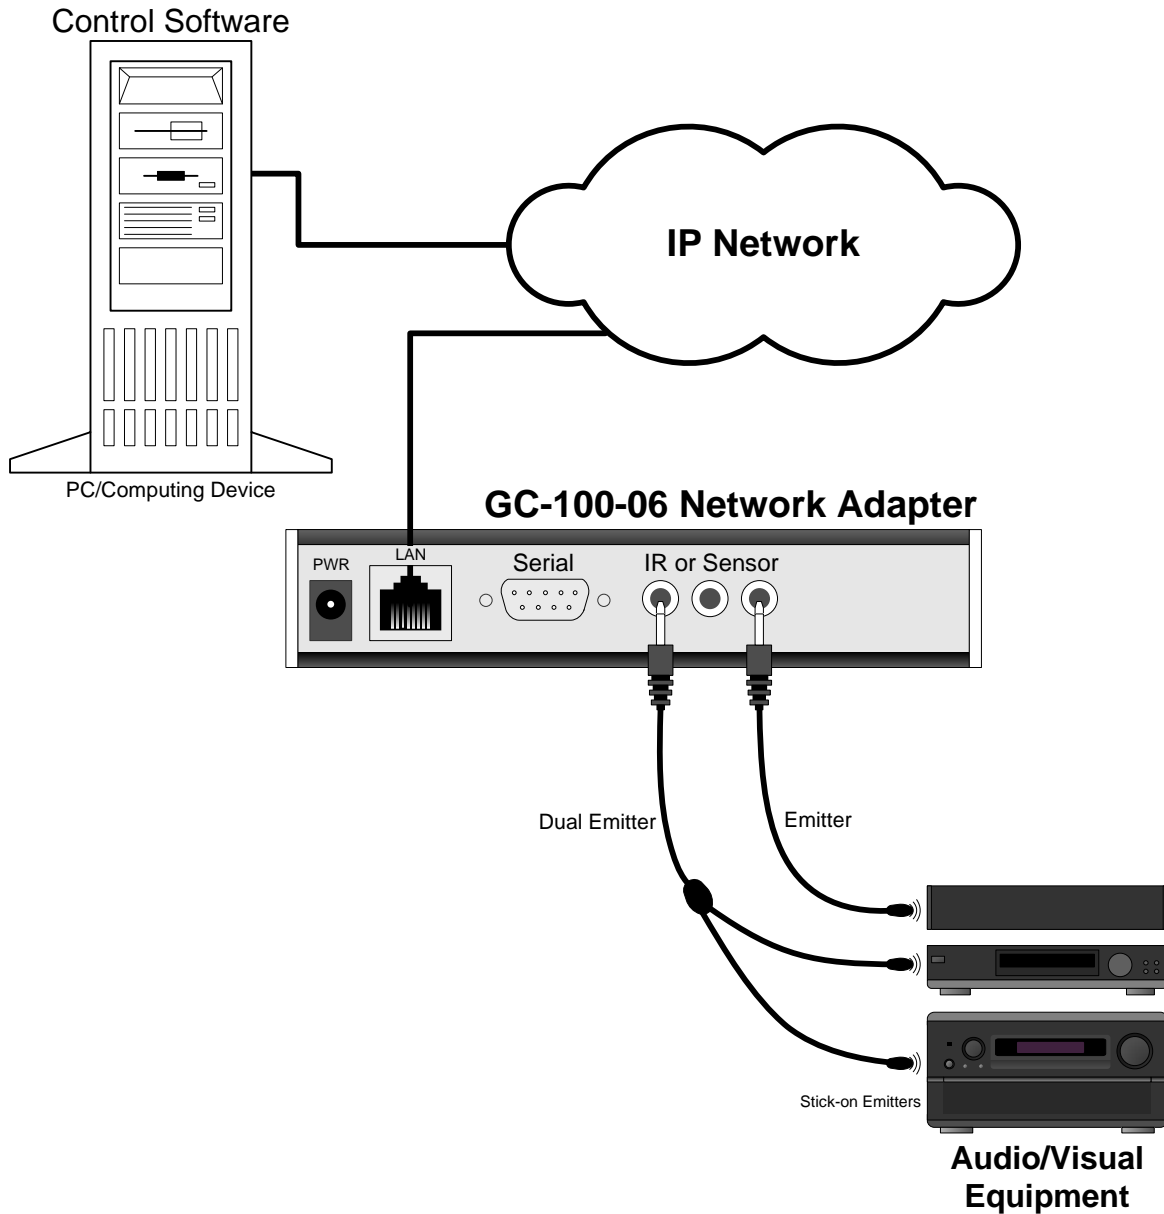 Control Software
IP Network
PC/Computing Device
GC-100-06 Network Adapter
PWR
LAN
Serial
IR or Sensor
Dual Emitter
Emitter
Stick-on Emitters
Audio/Visual
Equipment